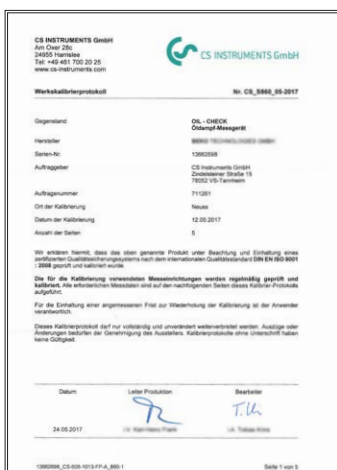 CS INSTRUMENTS GmbH
Am Oxer 28c
24955 Harrislee
Tel: +49 461 700 20 25
www.cs-instruments.com
CS INSTRUMENTS GmbH
Werkskalibrierprotokoll Nr. CS_S860_05-2017
Gegenstand OIL - CHECK
Öldampf-Messgerät
Hersteller
Serien-Nr. 13662698
Auftraggeber CS Instruments GmbH
Zindelsteiner Straße 15
78052 VS-Tannheim
Auftragsnummer 711261
Ort der Kalibrierung Neuss
Datum der Kalibrierung 12.05.2017
Anzahl der Seiten 5
Wir erklären hiermit, dass das oben genannte Produkt unter Beachtung und Einhaltung eines
zertifizierten Qualitätssicherungssystems nach dem internationalen Qualitätsstandard DIN EN ISO 9001
: 2008 geprüft und kalibriert wurde.
Die für die Kalibrierung verwendeten Messeinrichtungen werden regelmäßig geprüft und
kalibriert. Alle erforderlichen Messdaten sind auf den nachfolgenden Seiten dieses Kalibrier-Protokolls
aufgeführt.
Für die Einhaltung einer angemessenen Frist zur Wiederholung der Kalibrierung ist der Anwender
verantwortlich.
Dieses Kalibrierprotokoll darf nur vollständig und unverändert weiterverbreitet werden. Auszüge oder
Änderungen bedürfen der Genehmigung des Ausstellers. Kalibrierprotokolle ohne Unterschrift haben
keine Gültigkeit.
Datum Leiter Produktion Bearbeiter
24.05.2017
Seite 1 von 5